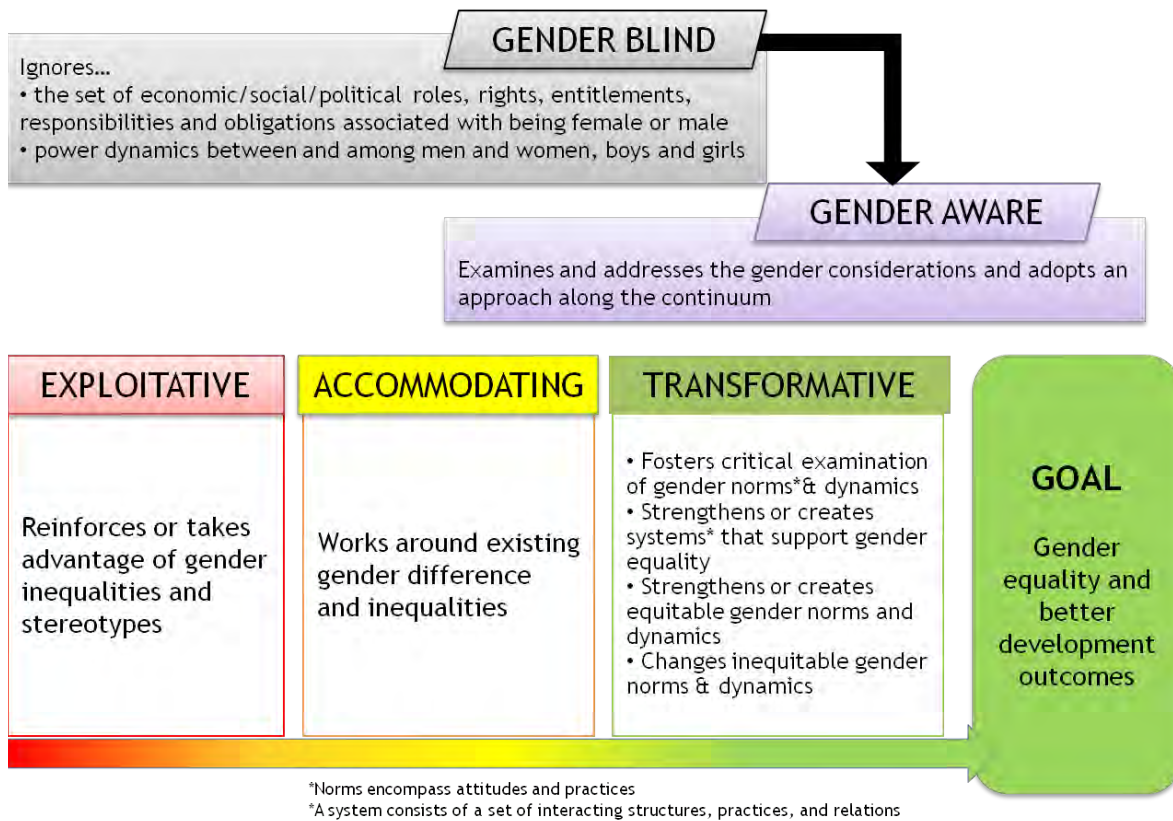 GENDER BLIND
Ignores…
• the set of economic/social/political roles, rights, entitlements,
responsibilities and obligations associated with being female or male
• power dynamics between and among men and women, boys and girls
GENDER AWARE
Examines and addresses the gender considerations and adopts an
approach along the continuum
EXPLOITATIVE
Reinforces or takes
advantage of gender
inequalities and
stereotypes
ACCOMMODATING
Works around existing
gender difference
and inequalities
TRANSFORMATIVE
• Fosters critical examination
of gender norms*& dynamics
• Strengthens or creates
systems* that support gender
equality
• Strengthens or creates
equitable gender norms and
dynamics
• Changes inequitable gender
norms & dynamics
GOAL
Gender
equality and
better
development
outcomes
*Norms encompass attitudes and practices
*A system consists of a set of interacting structures, practices, and relations